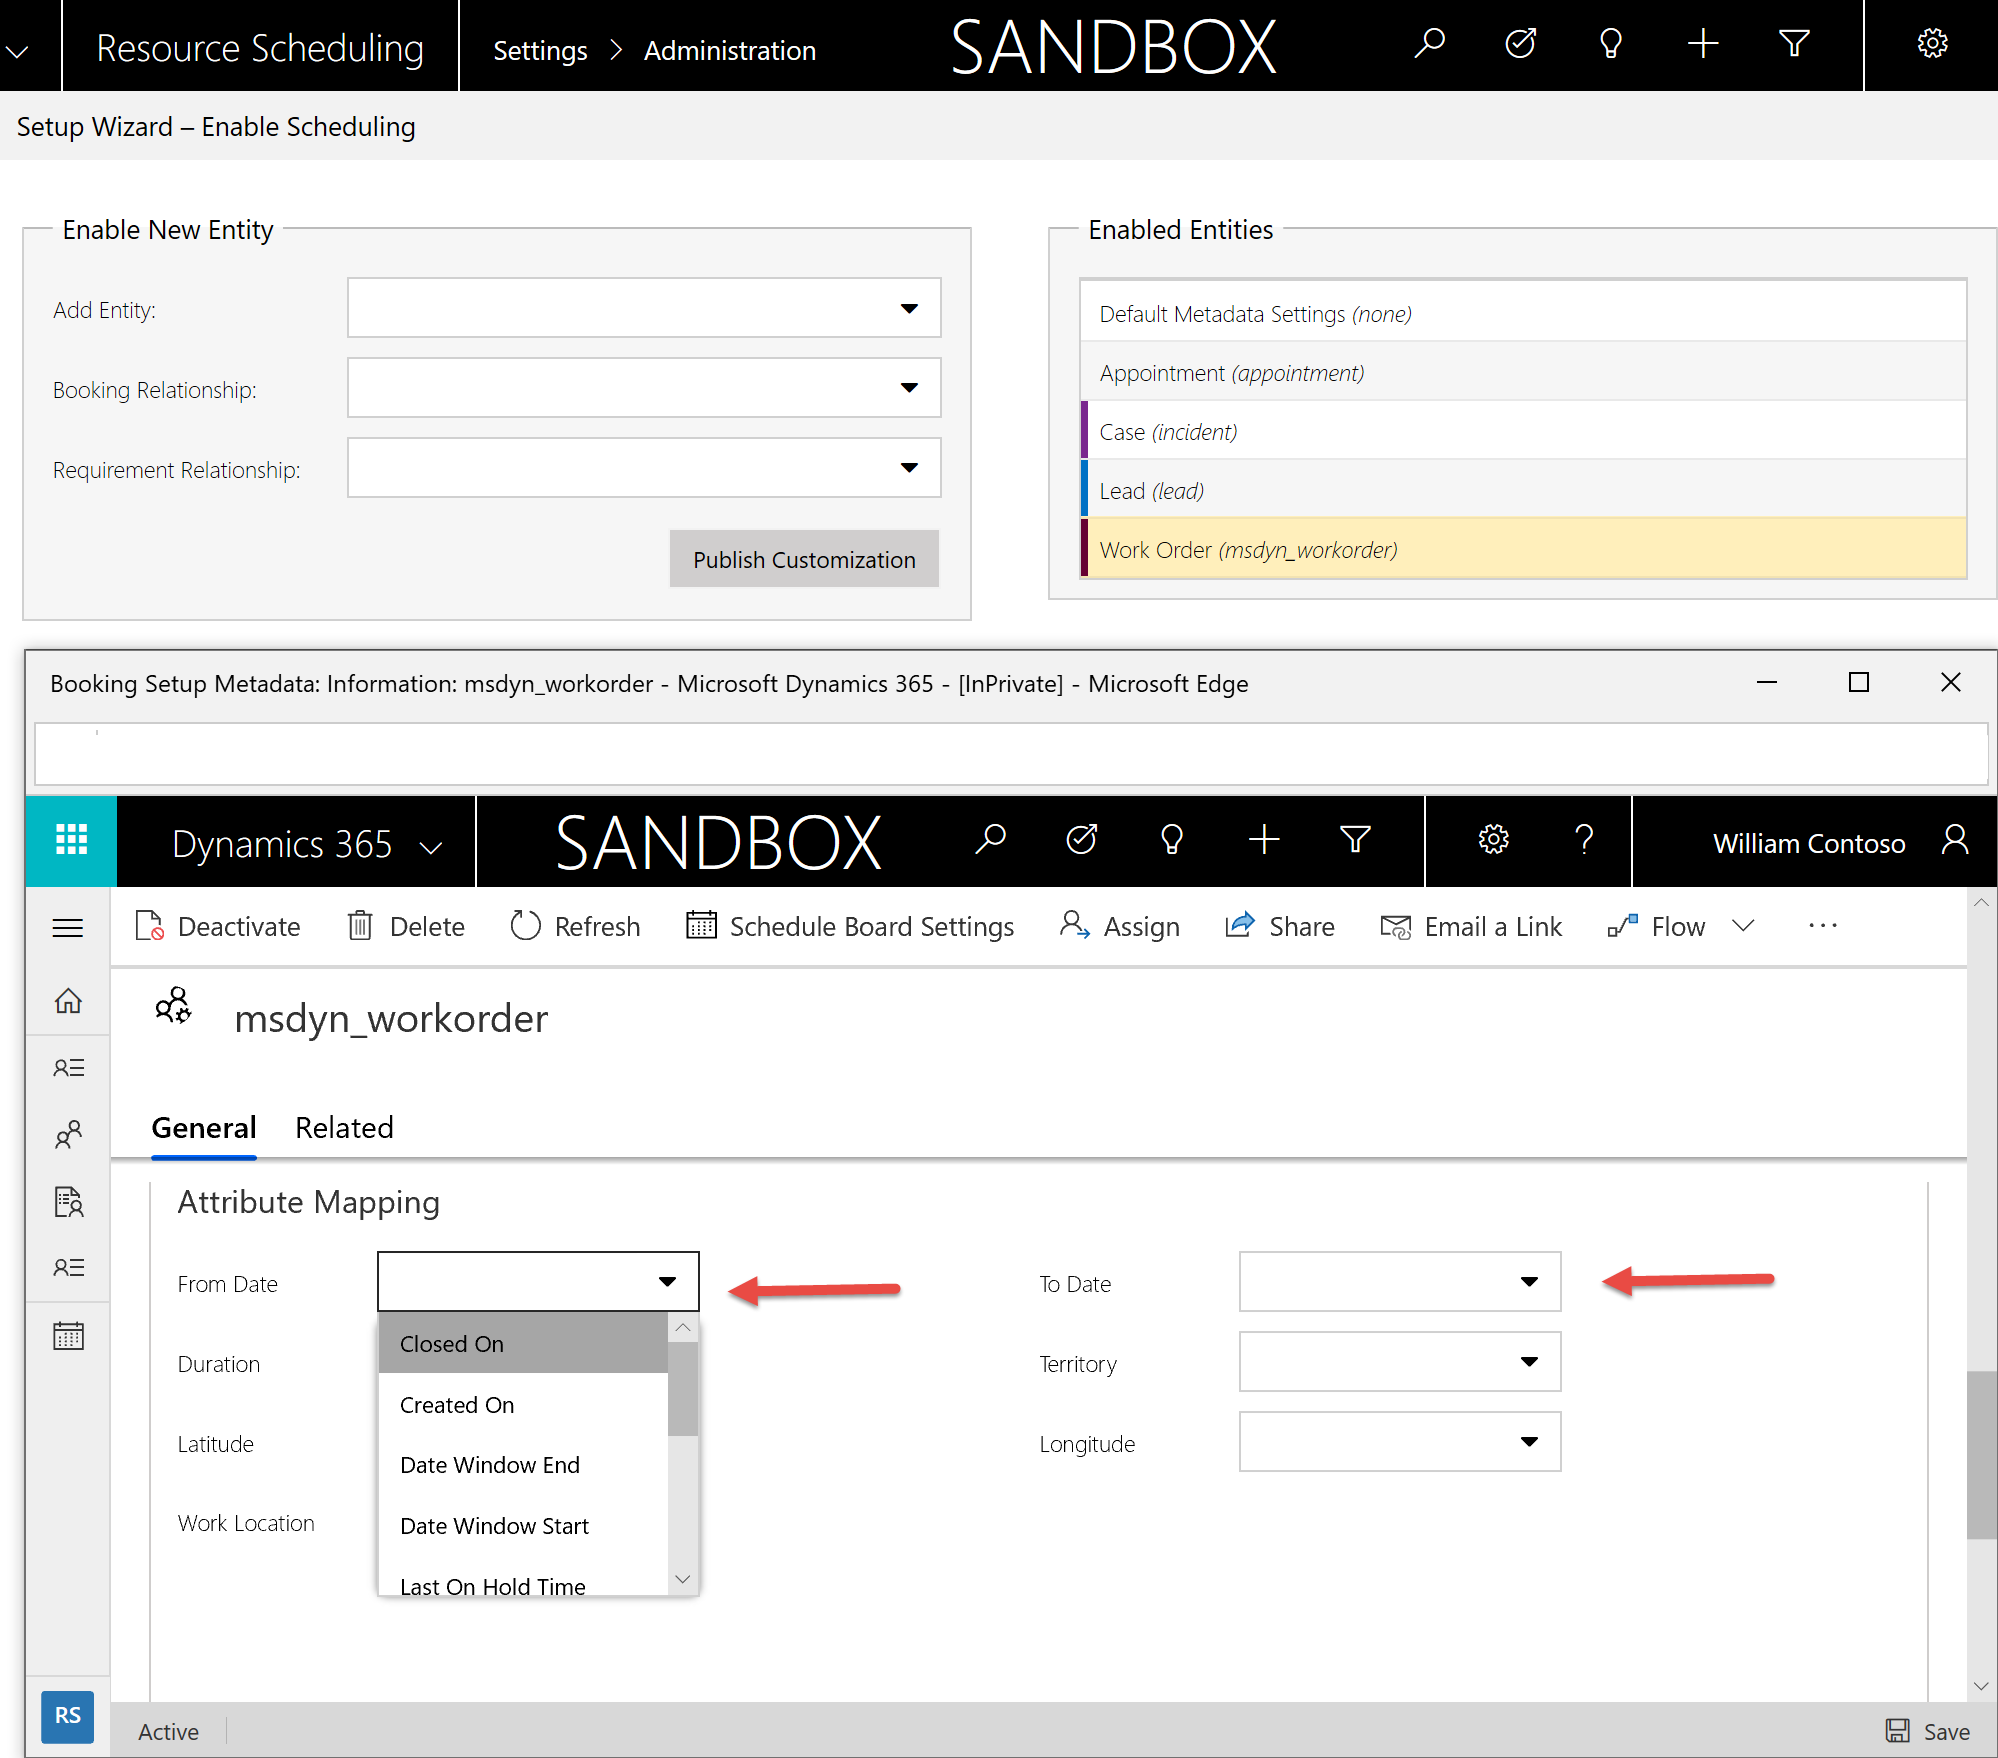 Resource Scheduling
Settings > Administration
SANDBOX
Setup Wizard – Enable Scheduling
Enable New Entity
Add Entity:
Booking Relationship:
Requirement Relationship:
Publish Customization
Enabled Entities
Default Metadata Settings (none)
Appointment (appointment)
Case (incident)
Lead (lead)
Work Order (msdyn_workorder)
Booking Setup Metadata: Information: msdyn_workorder - Microsoft Dynamics 365 - [InPrivate] - Microsoft Edge
Dynamics 365
SANDBOX
?
William Contoso
Deactivate
Delete
Refresh
Schedule Board Settings
Assign
Share
Email a Link
Flow
...
msdyn_workorder
General
Related
Attribute Mapping
From Date
To Date
Closed On
Duration
Territory
Created On
Latitude
Longitude
Date Window End
Work Location
Date Window Start
Last On Hold Time
RS
Active
Save